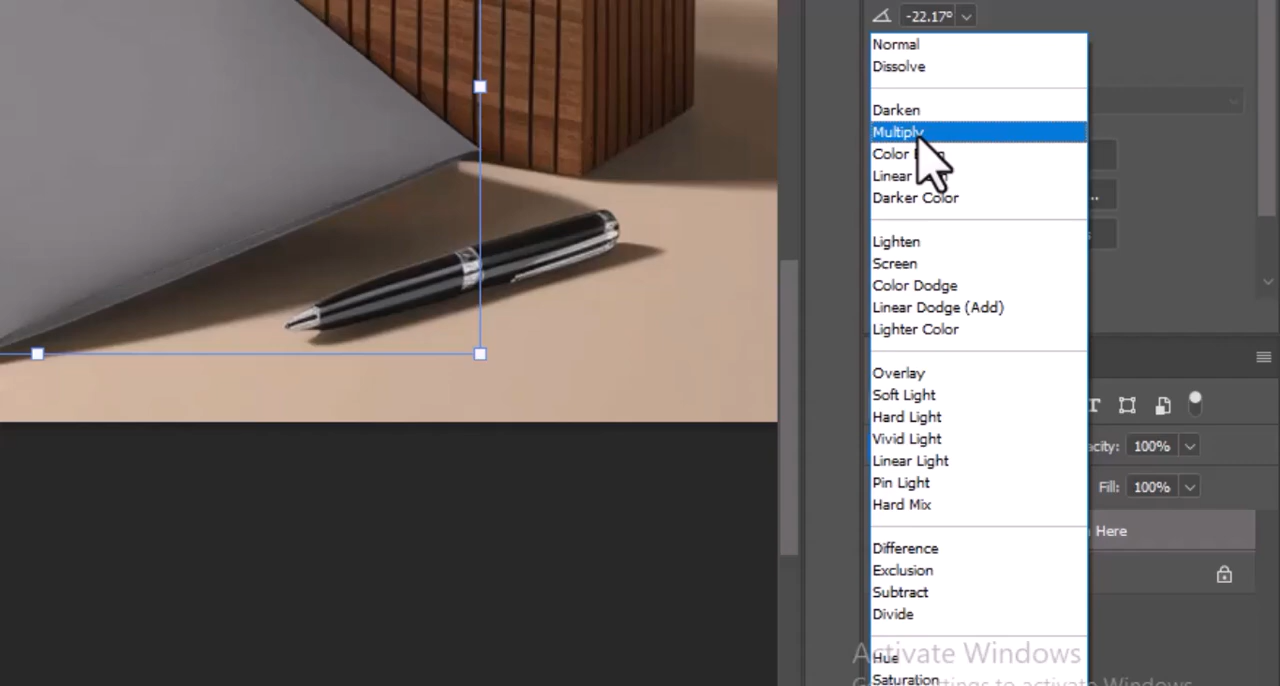 -22.17°
Normal
Dissolve
Darken
Multiply
Color
Linear
Darker Color
..
Lighten
Screen
Color Dodge
Linear Dodge (Add)
Lighter Color
Overlay
Soft Light
Hard Light
Vivid Light
Linear Light
Pin Light
Hard Mix
acity: 100%
Fill: 100%
Here
Difference
Exclusion
Subtract
Divide
Activate Windows
Hue
Saturation